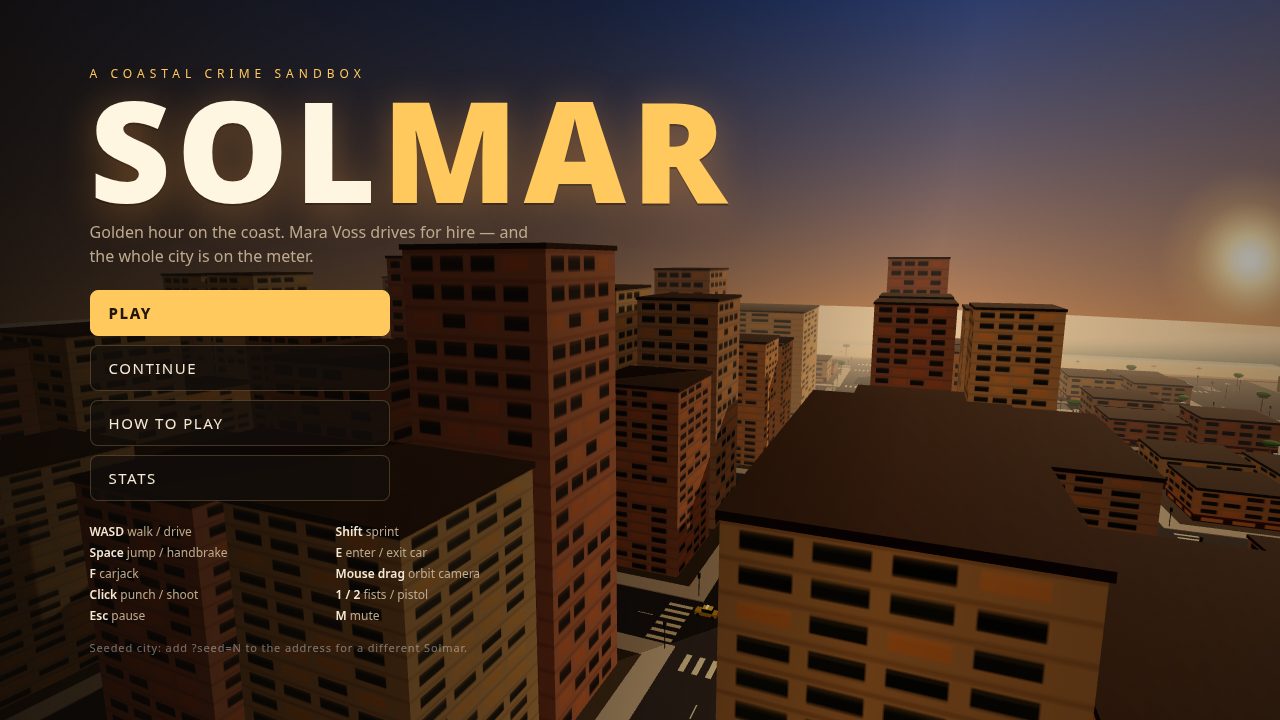 A COASTAL CRIME SANDBOX
SOLMAR
Golden hour on the coast. Mara Voss drives for hire — and
the whole city is on the meter.
PLAY
CONTINUE
HOW TO PLAY
STATS
WASD walk / drive
Shift sprint
Space jump / handbrake
E enter / exit car
F carjack
Mouse drag orbit camera
Click punch / shoot
1 / 2 fists / pistol
Esc pause
M mute
Seeded city: add ?seed=N to the address for a different Solmar.